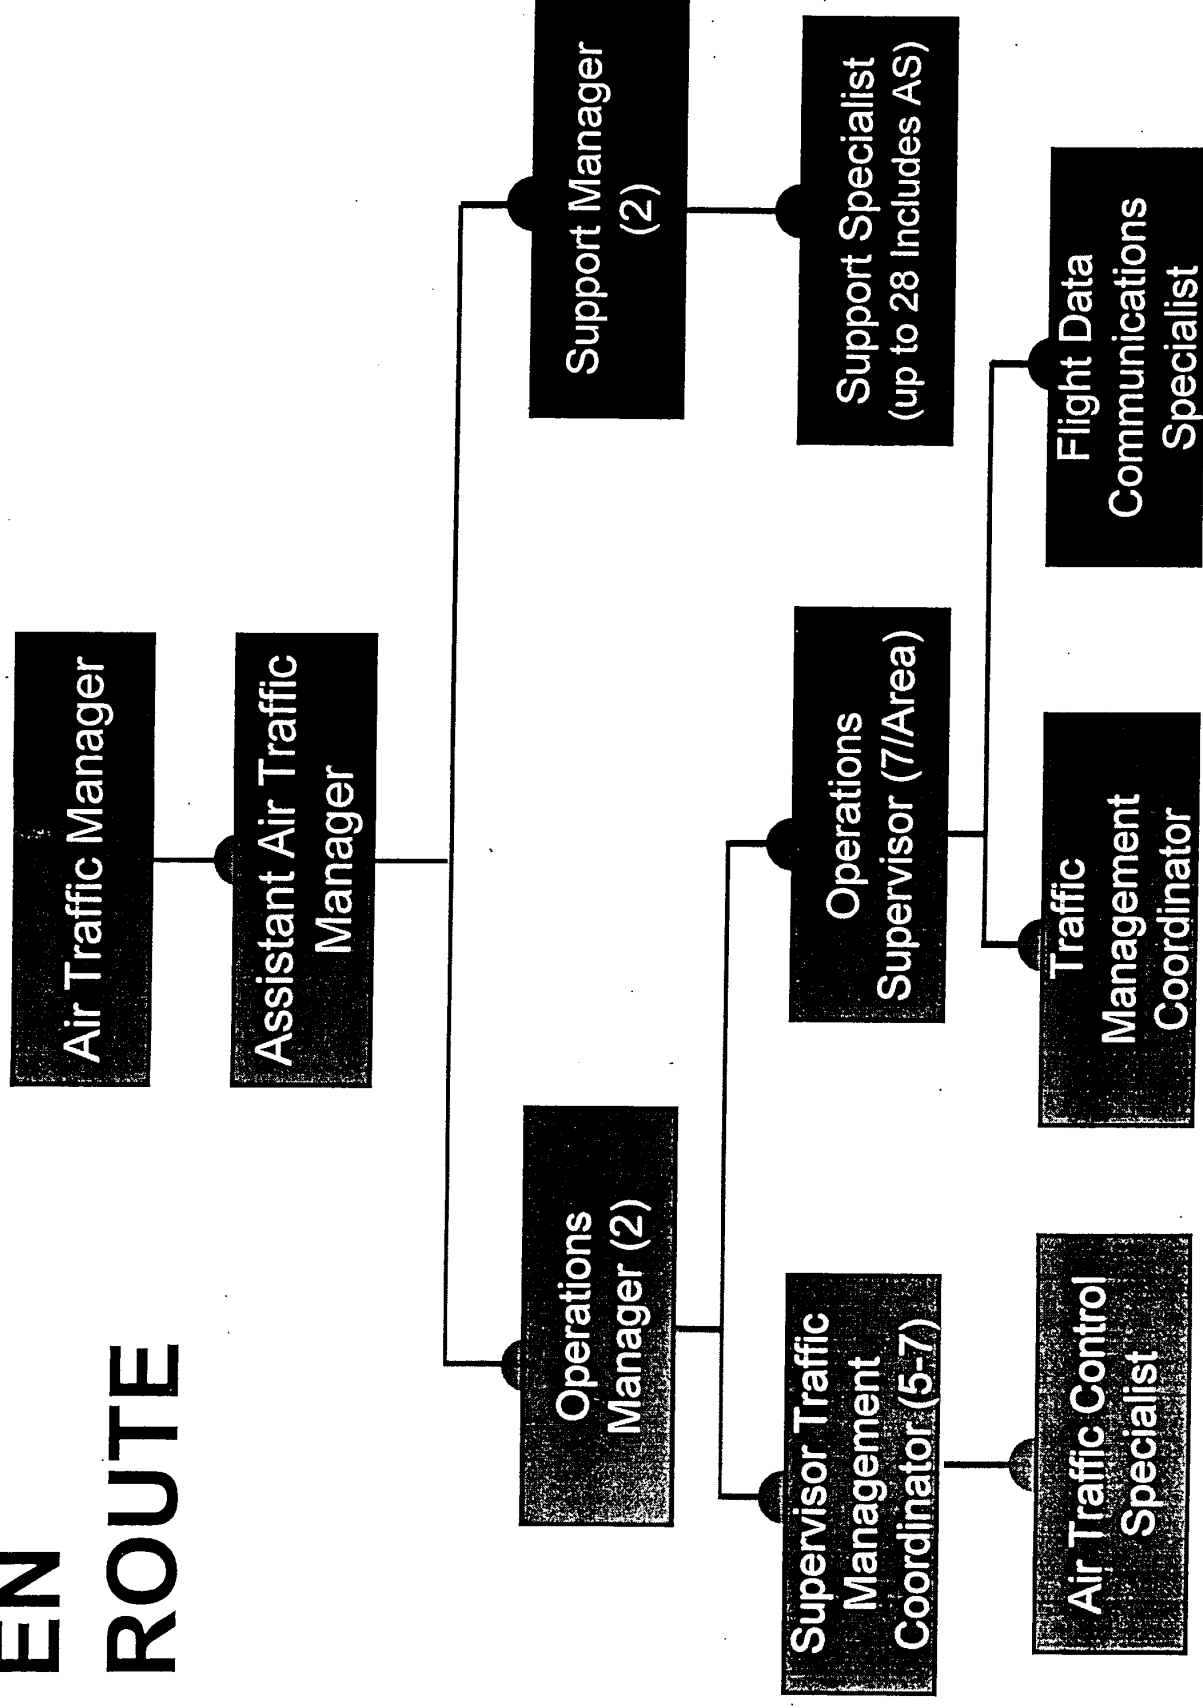 EN
ROUTE
Air Traffic Manager
Assistant Air Traffic
Manager
Operations
Manager (2)
Support Manager
(2)
Supervisor Traffic
Management
Coordinator (5-7)
Operations
Supervisor (7/Area)
Support Specialist
(up to 28 Includes AS)
Air Traffic Control
Specialist
Traffic
Management
Coordinator
Flight Data
Communications
Specialist